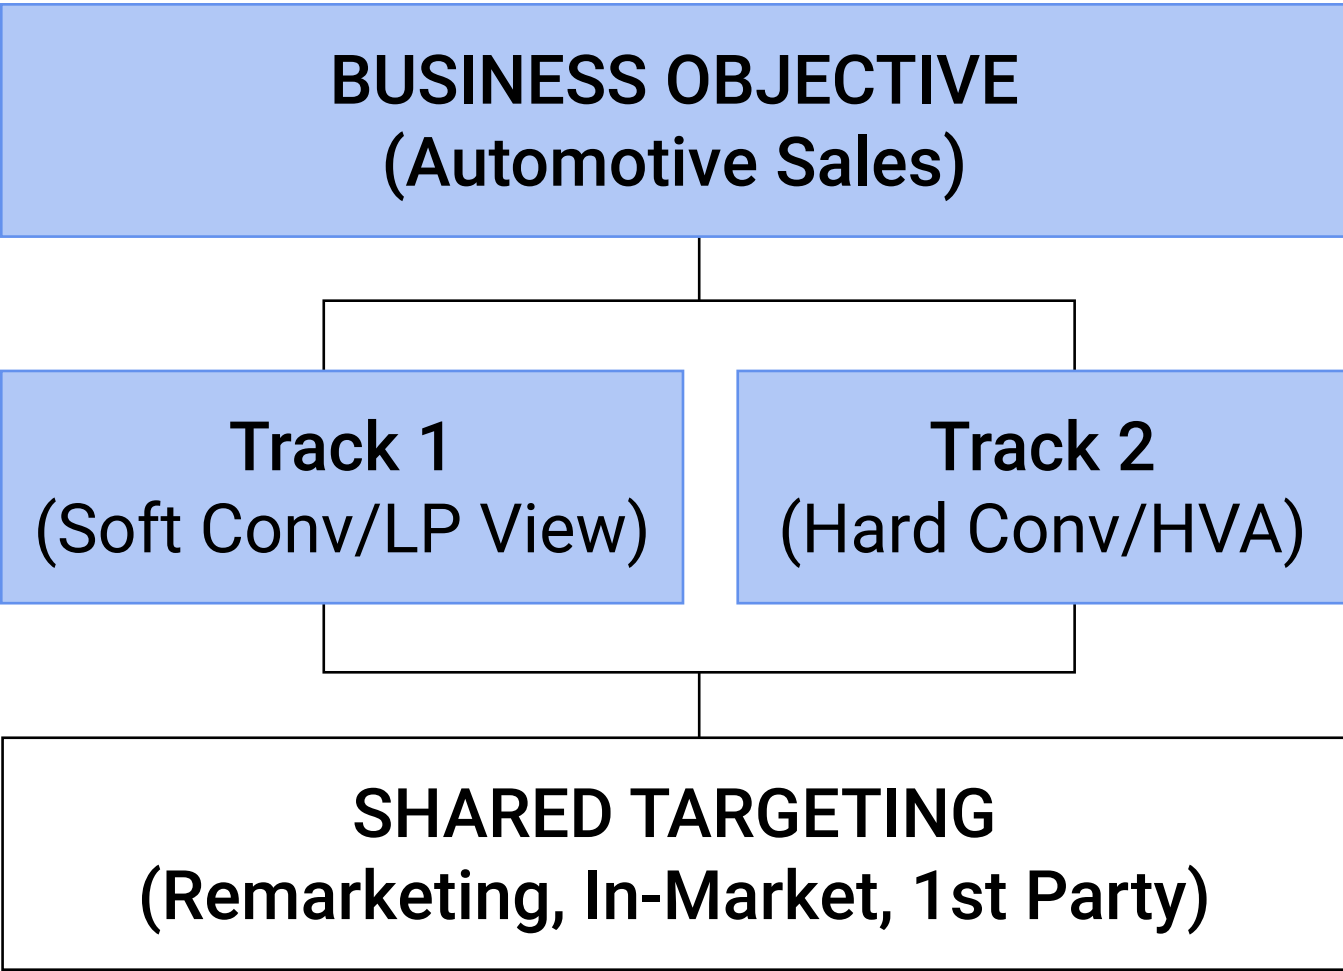 BUSINESS OBJECTIVE
(Automotive Sales)
Track 1
(Soft Conv/LP View)
Track 2
(Hard Conv/HVA)
SHARED TARGETING
(Remarketing, In-Market, 1st Party)